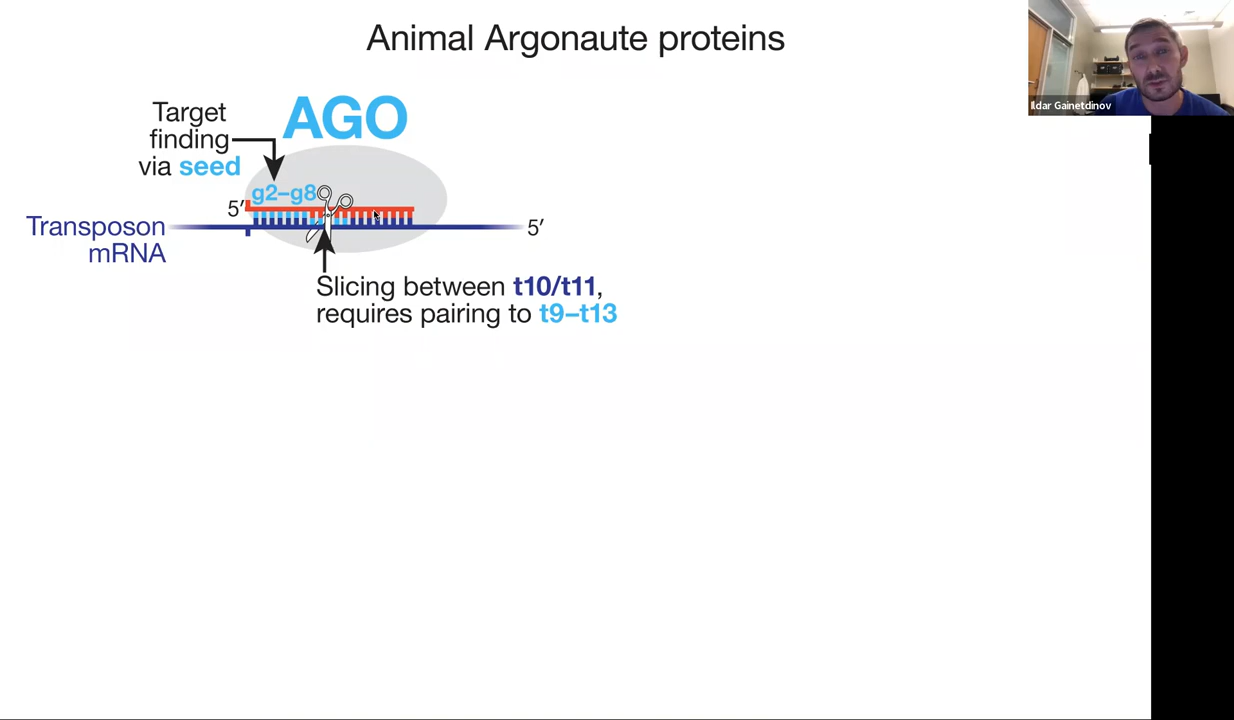 Animal Argonaute proteins
Ildar Gainetdinov
Target
finding
via seed
AGO
g2–g8
5′
Transposon
mRNA
5′
Slicing between t10/t11,
requires pairing to t9–t13